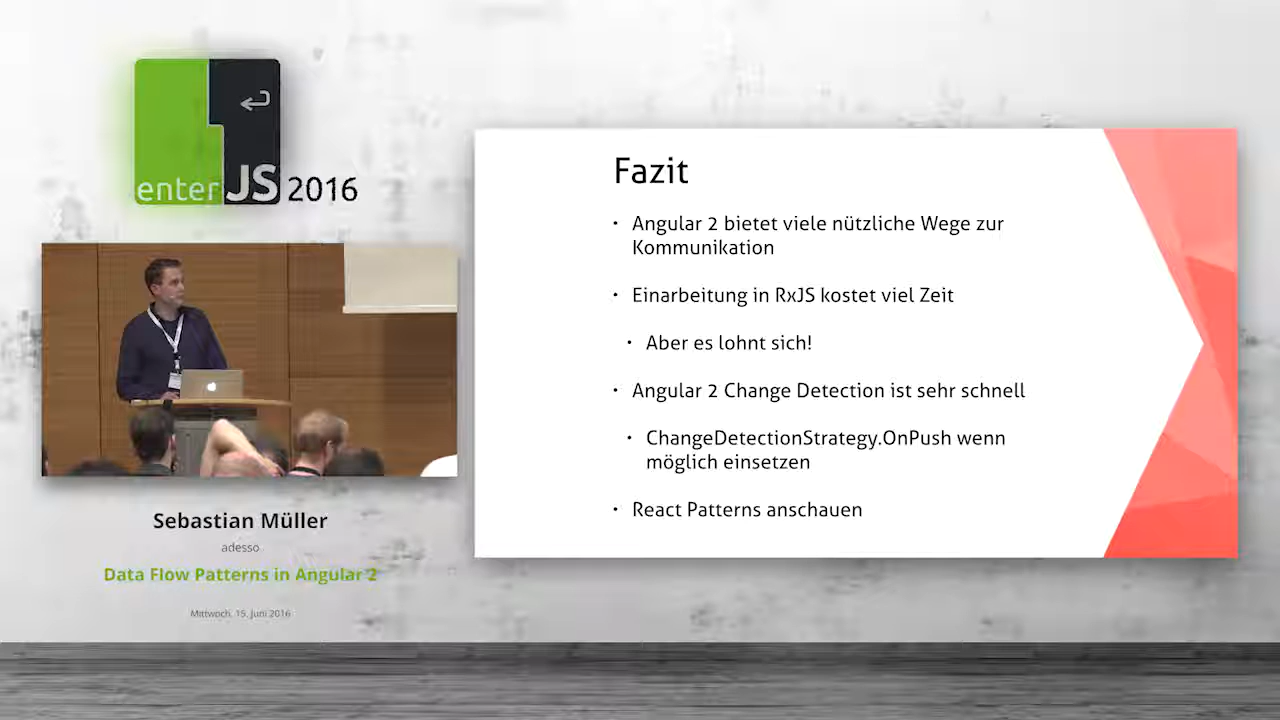 enterJS 2016
Sebastian Müller
adesso
Data Flow Patterns in Angular 2
Mittwoch, 15. Juni 2016
Fazit
• Angular 2 bietet viele nützliche Wege zur
Kommunikation
• Einarbeitung in RxJS kostet viel Zeit
• Aber es lohnt sich!
• Angular 2 Change Detection ist sehr schnell
• ChangeDetectionStrategy.OnPush wenn
möglich einsetzen
• React Patterns anschauen